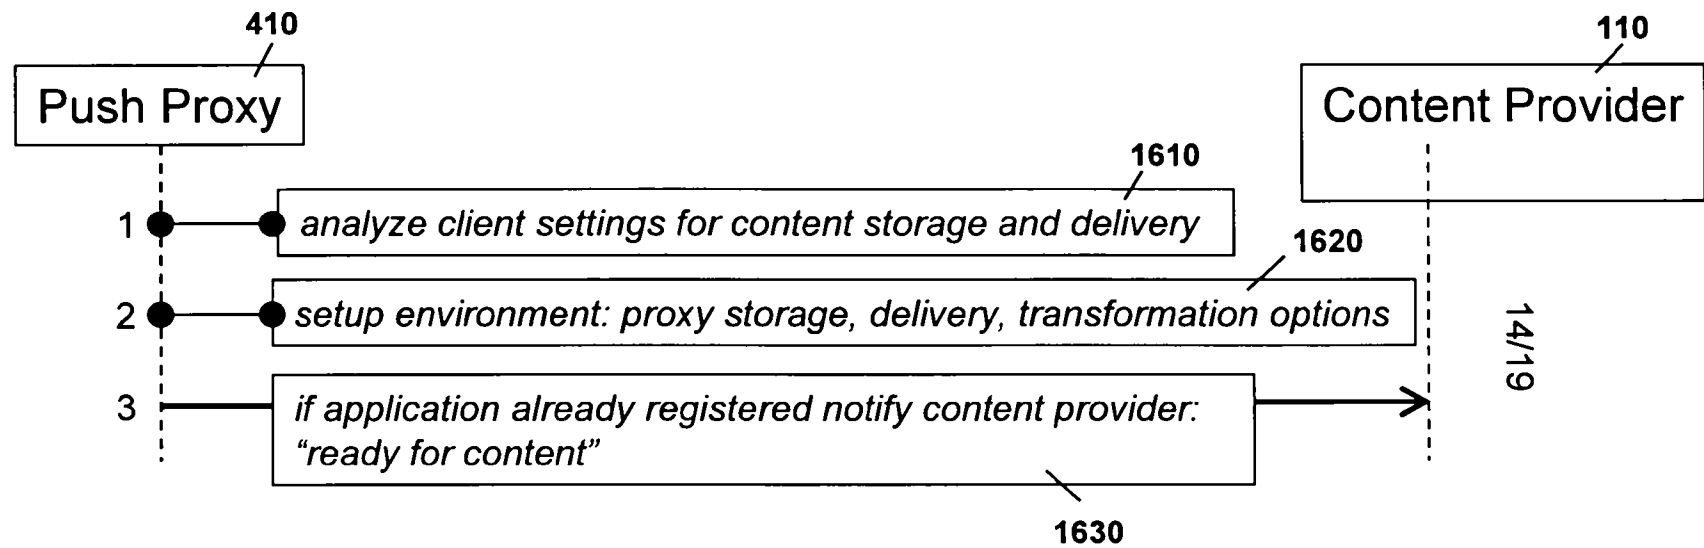 410
110
Push Proxy
Content Provider
1610
1 analyze client settings for content storage and delivery
1620
2 setup environment: proxy storage, delivery, transformation options
14/19
3 if application already registered notify content provider:
“ready for content”
1630